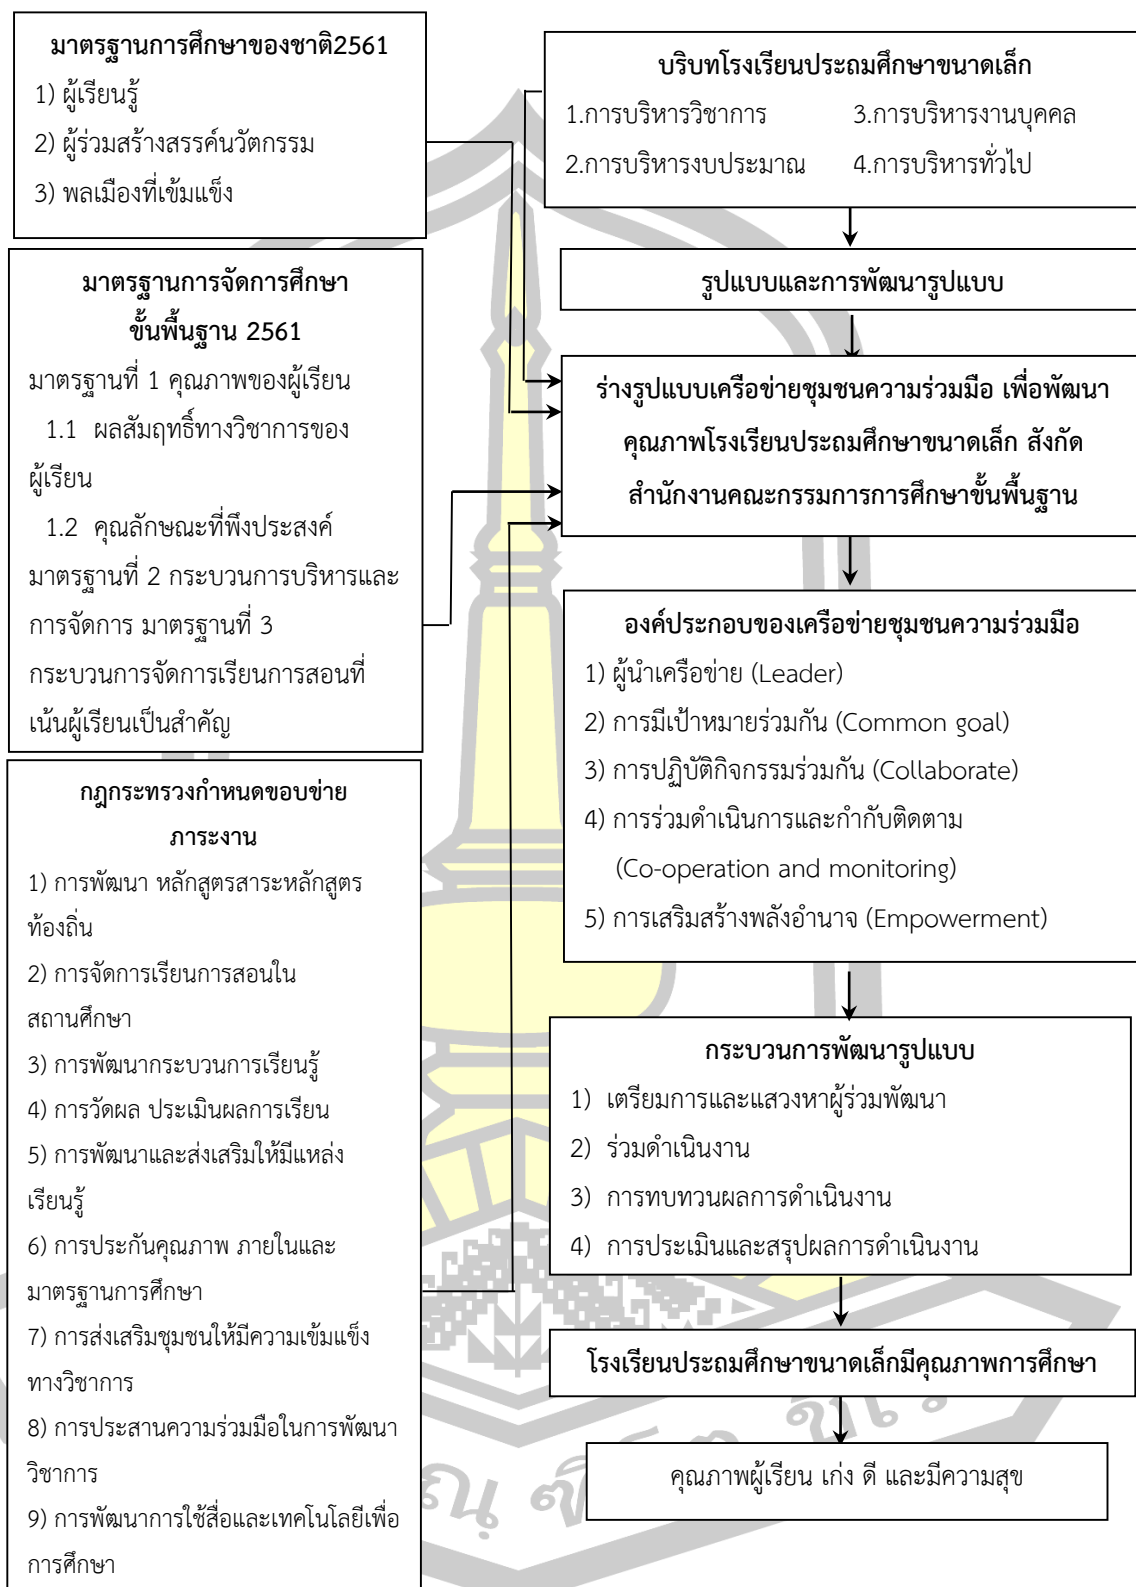 มาตรฐานการศึกษาของชาติ2561
1) ผู้เรียนรู้
2) ผู้ร่วมสร้างสรรค์นวัตกรรม
3) พลเมืองที่เข้มแข็ง
มาตรฐานการจัดการศึกษา
ขั้นพื้นฐาน 2561
มาตรฐานที่ 1 คุณภาพของผู้เรียน
1.1 ผลสัมฤทธิ์ทางวิชาการของ
ผู้เรียน
1.2 คุณลักษณะที่พึงประสงค์
มาตรฐานที่ 2 กระบวนการบริหารและ
การจัดการ มาตรฐานที่ 3
กระบวนการจัดการเรียนการสอนที่
เน้นผู้เรียนเป็นสำคัญ
กฎกระทรวงกำหนดขอบข่าย
ภาระงาน
1) การพัฒนา หลักสูตรสาระหลักสูตร
ท้องถิ่น
2) การจัดการเรียนการสอนใน
สถานศึกษา
3) การพัฒนากระบวนการเรียนรู้
4) การวัดผล ประเมินผลการเรียน
5) การพัฒนาและส่งเสริมให้มีแหล่ง
เรียนรู้
6) การประกันคุณภาพ ภายในและ
มาตรฐานการศึกษา
7) การส่งเสริมชุมชนให้มีความเข้มแข็ง
ทางวิชาการ
8) การประสานความร่วมมือในการพัฒนา
วิชาการ
9) การพัฒนาการใช้สื่อและเทคโนโลยีเพื่อ
การศึกษา
บริบทโรงเรียนประถมศึกษาขนาดเล็ก
1.การบริหารวิชาการ 3.การบริหารงานบุคคล
2.การบริหารงบประมาณ 4.การบริหารทั่วไป
รูปแบบและการพัฒนารูปแบบ
ร่างรูปแบบเครือข่ายชุมชนความร่วมมือ เพื่อพัฒนา
คุณภาพโรงเรียนประถมศึกษาขนาดเล็ก สังกัด
สำนักงานคณะกรรมการการศึกษาขั้นพื้นฐาน
องค์ประกอบของเครือข่ายชุมชนความร่วมมือ
1) ผู้นำเครือข่าย (Leader)
2) การมีเป้าหมายร่วมกัน (Common goal)
3) การปฏิบัติกิจกรรมร่วมกัน (Collaborate)
4) การร่วมดำเนินการและกำกับติดตาม
(Co-operation and monitoring)
5) การเสริมสร้างพลังอำนาจ (Empowerment)
กระบวนการพัฒนารูปแบบ
1) เตรียมการและแสวงหาผู้ร่วมพัฒนา
2) ร่วมดำเนินงาน
3) การทบทวนผลการดำเนินงาน
4) การประเมินและสรุปผลการดำเนินงาน
โรงเรียนประถมศึกษาขนาดเล็กมีคุณภาพการศึกษา
คุณภาพผู้เรียน เก่ง ดี และมีความสุข